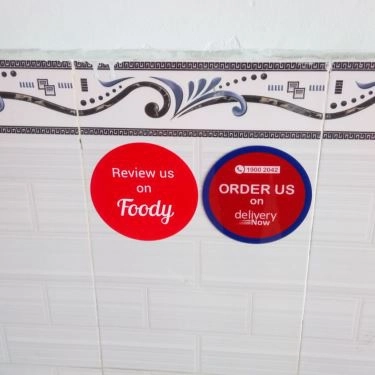 Review us
on
Foody
1900 2042
ORDER US
on
delivery
Now